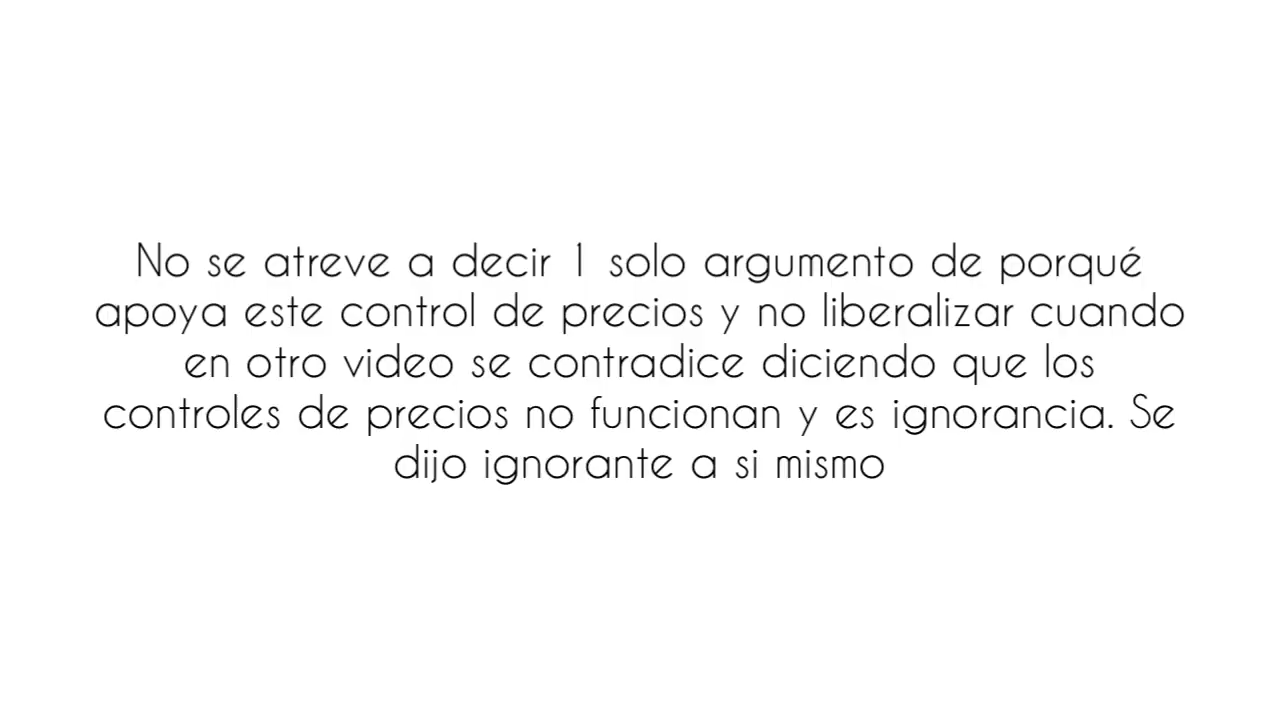 No se atreve a decir 1 solo argumento de porqué
apoya este control de precios y no liberalizar cuando
en otro video se contradice diciendo que los
controles de precios no funcionan y es ignorancia. Se
dijo ignorante a si mismo